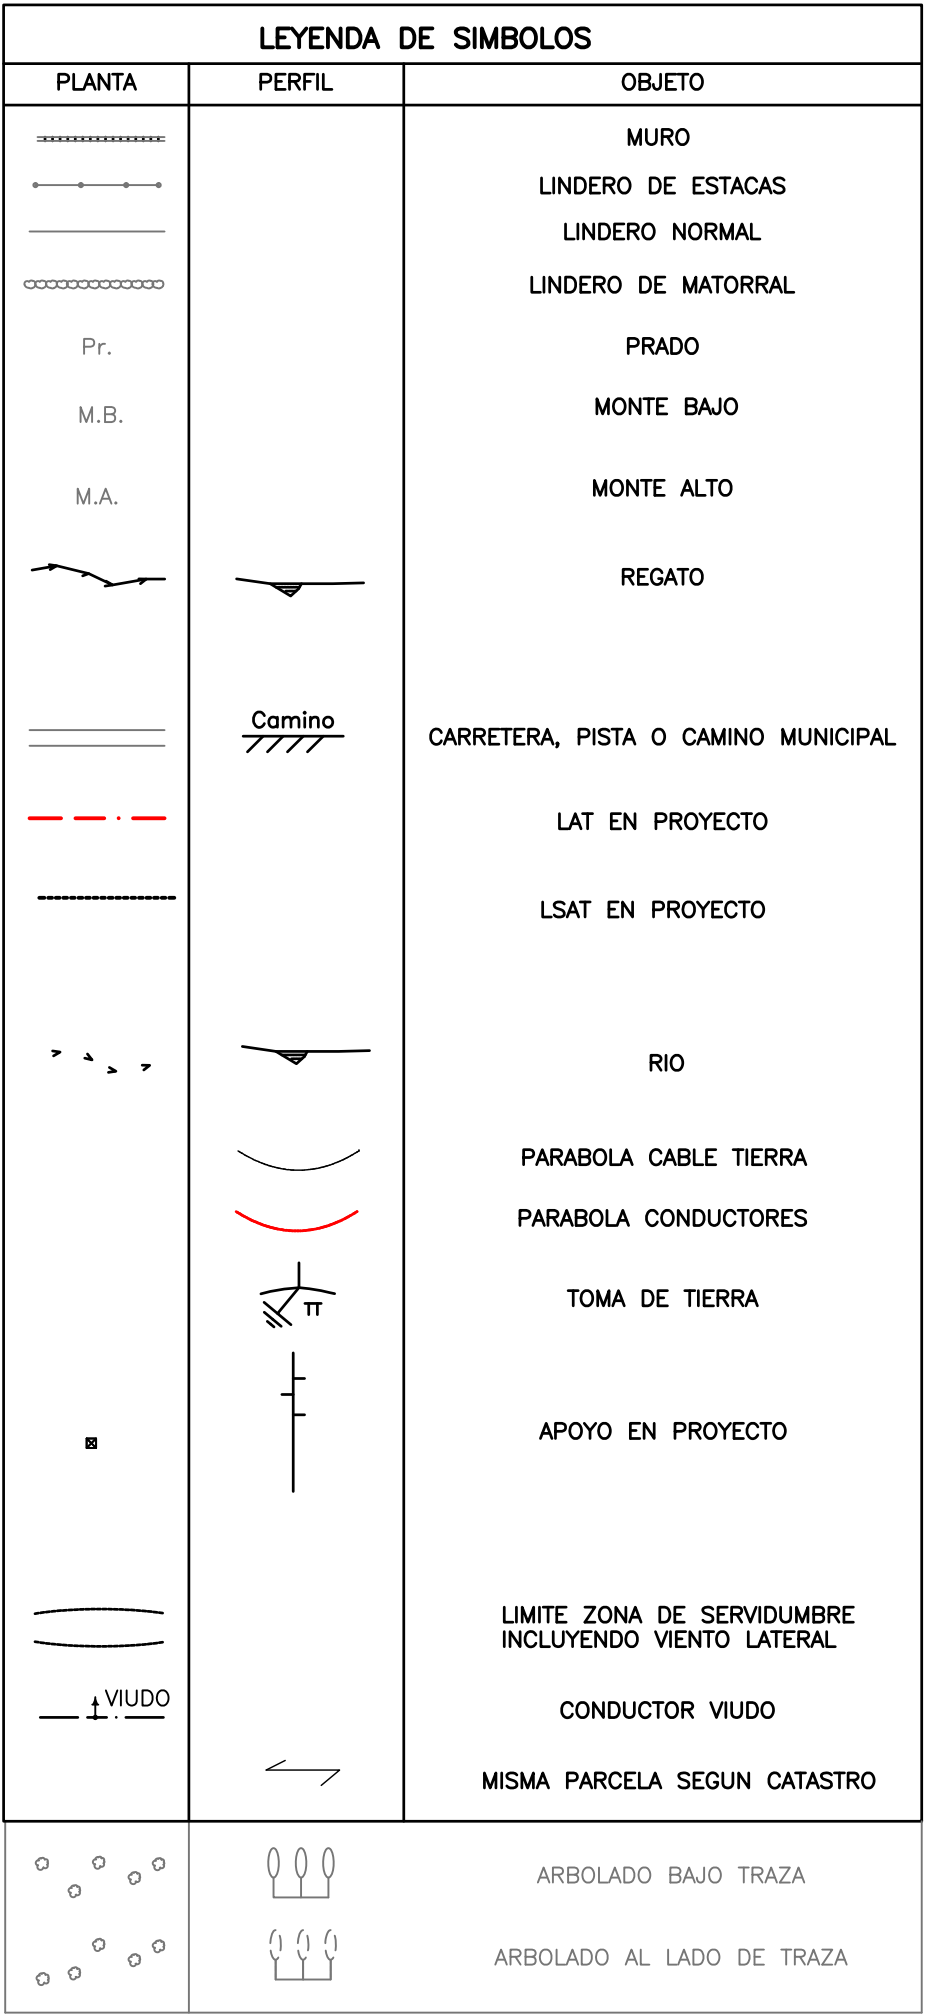 LEYENDA DE SIMBOLOS
PLANTA PERFIL OBJETO
MURO
LINDERO DE ESTACAS
LINDERO NORMAL
LINDERO DE MATORRAL
Pr. PRADO
M.B. MONTE BAJO
M.A. MONTE ALTO
REGATO
Camino CARRETERA, PISTA O CAMINO MUNICIPAL
LAT EN PROYECTO
LSAT EN PROYECTO
RIO
PARABOLA CABLE TIERRA
PARABOLA CONDUCTORES
TT TOMA DE TIERRA
APOYO EN PROYECTO
LIMITE ZONA DE SERVIDUMBRE
INCLUYENDO VIENTO LATERAL
VIUDO CONDUCTOR VIUDO
MISMA PARCELA SEGUN CATASTRO
ARBOLADO BAJO TRAZA
ARBOLADO AL LADO DE TRAZA